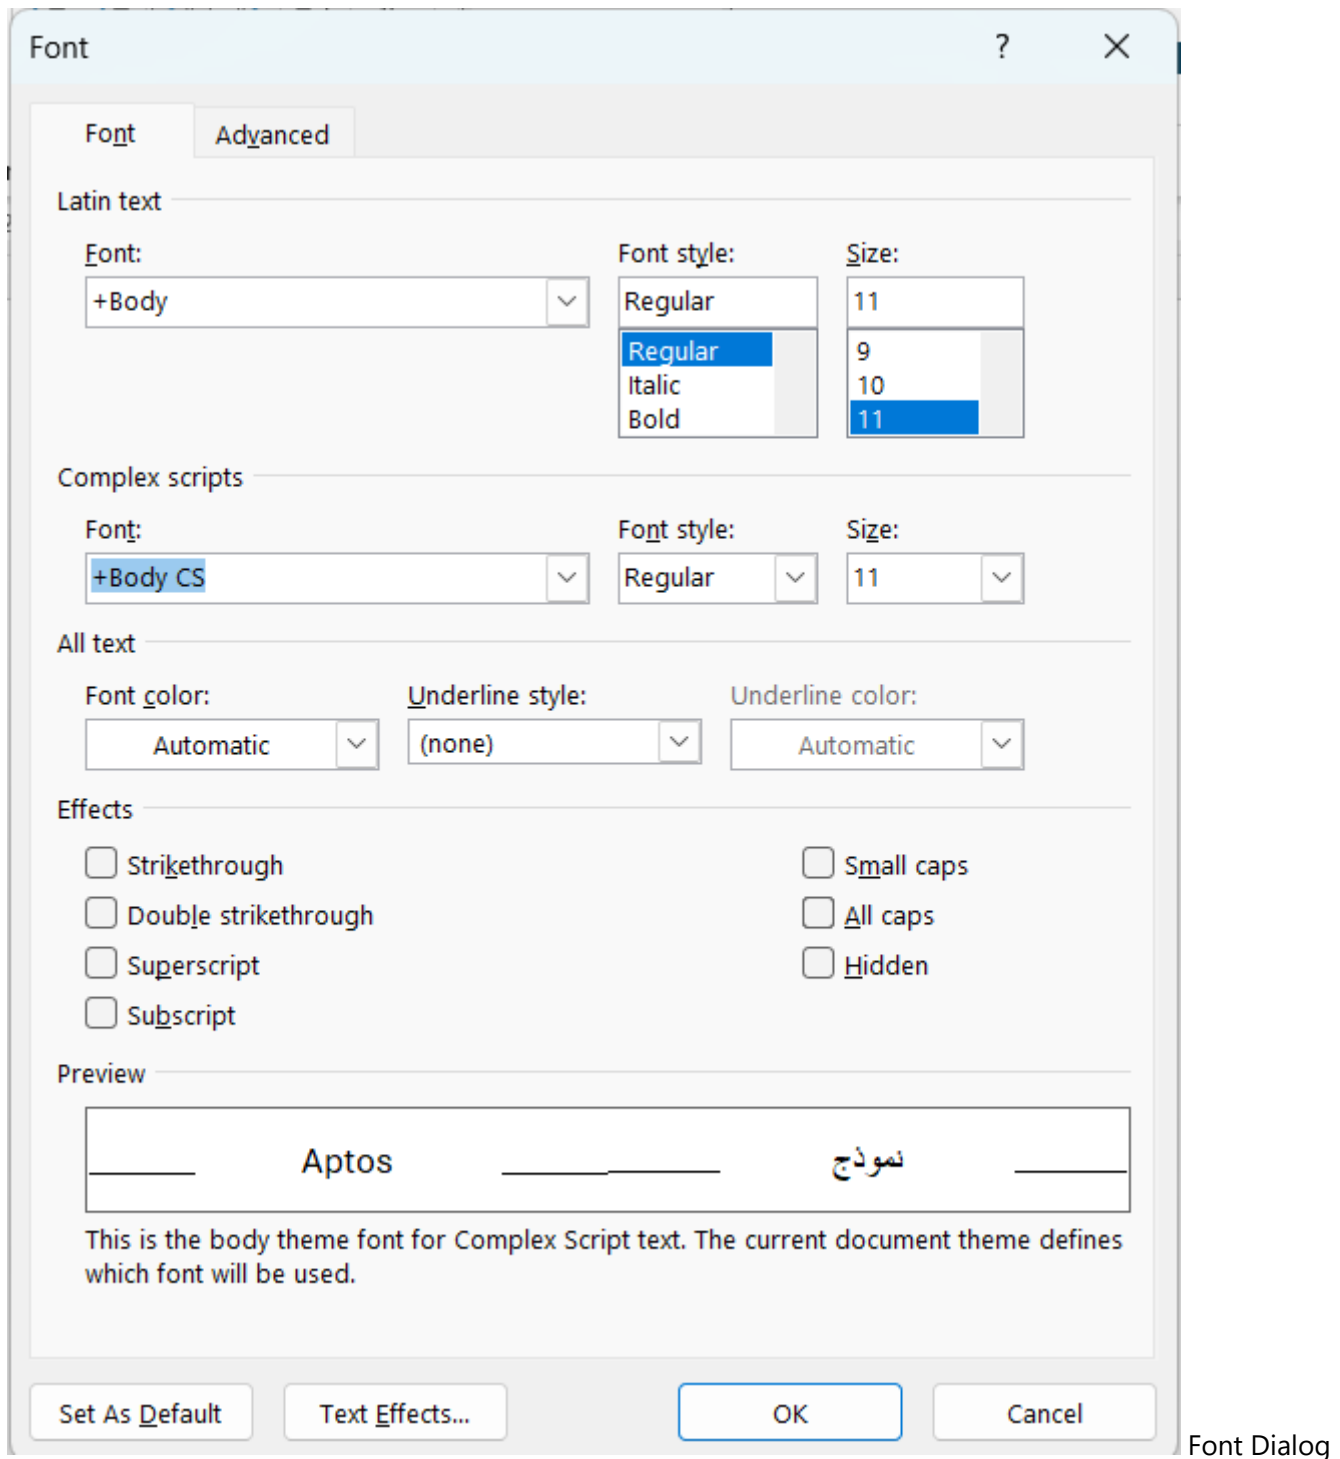 Font ?
Font Advanced
Latin text
Font: Font style: Size:
+Body Regular 11
Regular 9
Italic 10
Bold 11
Complex scripts
Font: Font style: Size:
+Body CS Regular 11
All text
Font color: Underline style: Underline color:
Automatic (none) Automatic
Effects
Strikethrough Small caps
Double strikethrough All caps
Superscript Hidden
Subscript
Preview
Aptos نموذج
This is the body theme font for Complex Script text. The current document theme defines
which font will be used.
Set As Default Text Effects... OK Cancel
Font Dialog